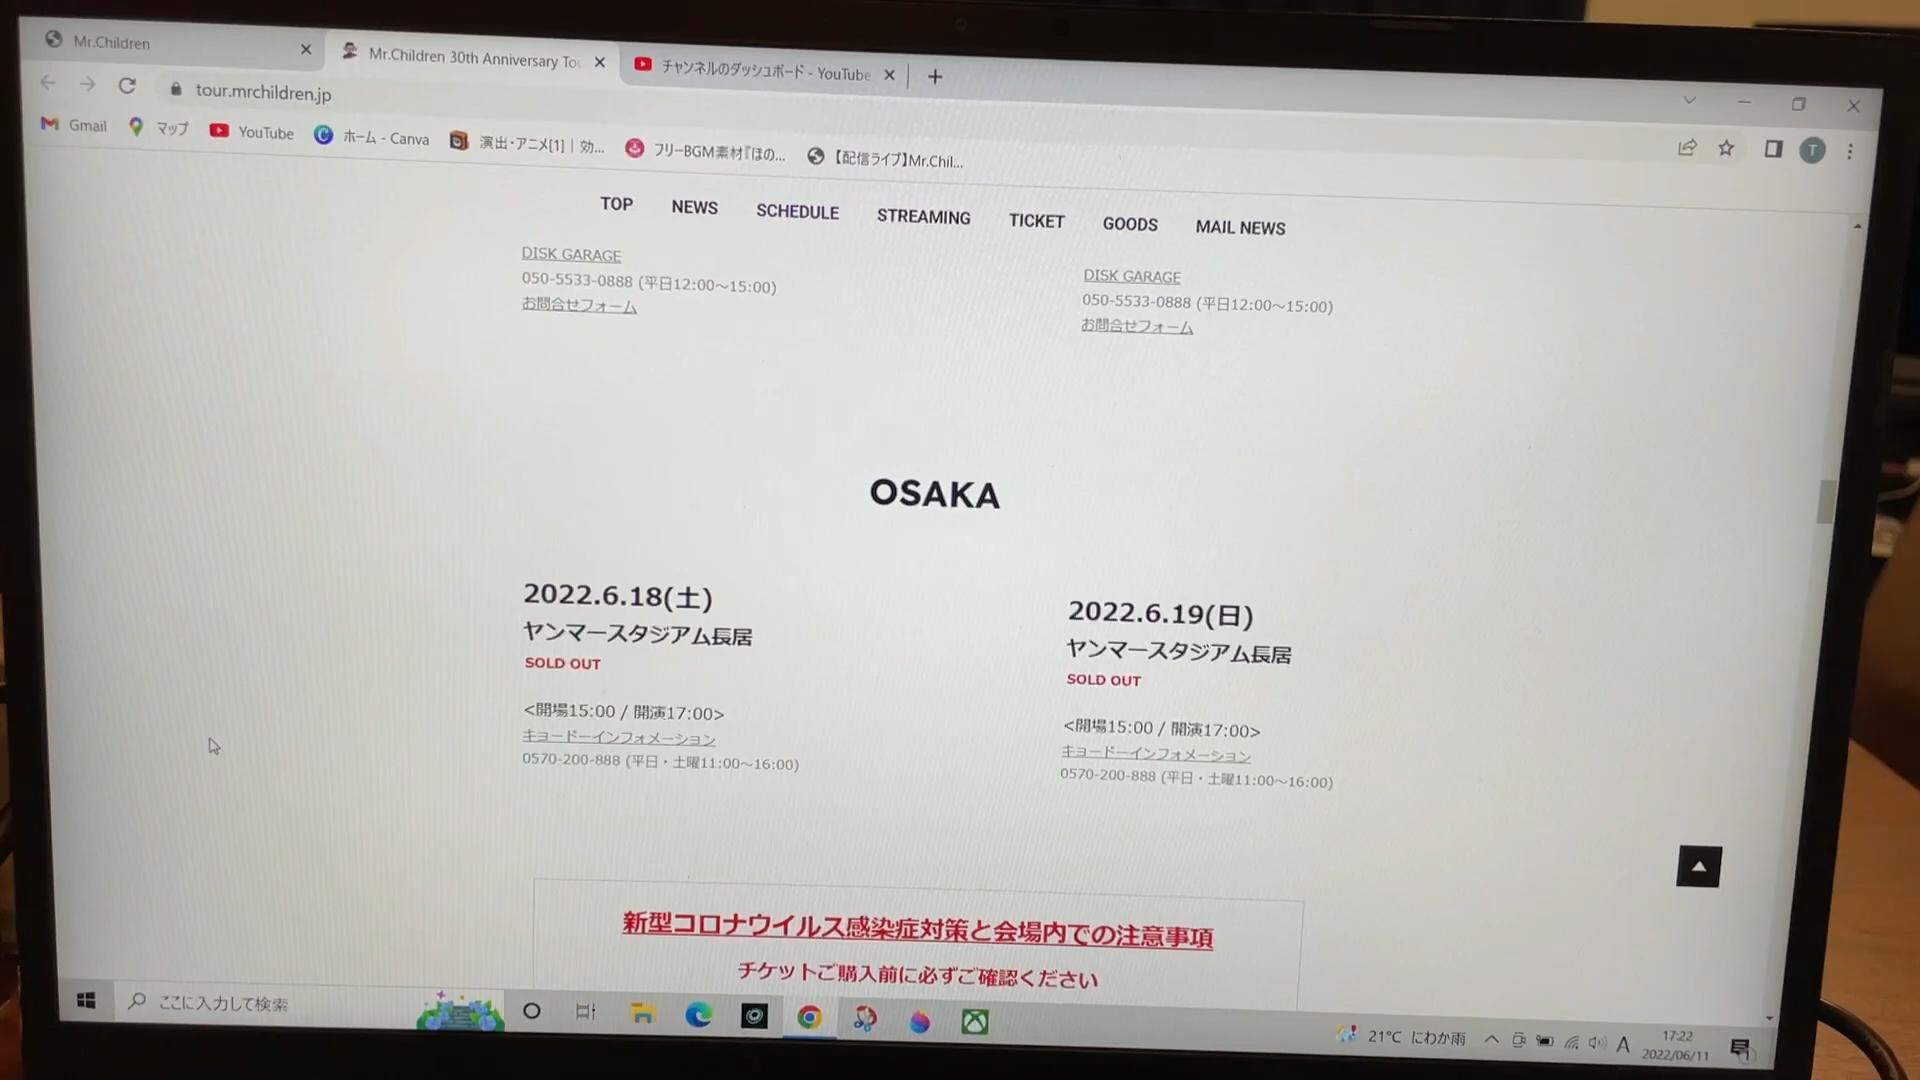 Mr.Children
Mr.Children 30th Anniversary To
チャンネルのダッシュボード - YouTube
tour.mrchildren.jp
Gmail
マップ
YouTube
ホーム - Canva
演出・アニメ[1] | 効...
フリーBGM素材『ほの...
【配信ライブ】Mr.Chil...
T
TOP NEWS SCHEDULE STREAMING TICKET GOODS MAIL NEWS
DISK GARAGE
050-5533-0888 (平日12:00～15:00)
お問合せフォーム
DISK GARAGE
050-5533-0888 (平日12:00～15:00)
お問合せフォーム
OSAKA
2022.6.18(土)
ヤンマースタジアム長居
SOLD OUT
<開場15:00 / 開演17:00>
キョードーインフォメーション
0570-200-888 (平日・土曜11:00～16:00)
2022.6.19(日)
ヤンマースタジアム長居
SOLD OUT
<開場15:00 / 開演17:00>
キョードーインフォメーション
0570-200-888 (平日・土曜11:00～16:00)
新型コロナウイルス感染症対策と会場内での注意事項
チケットご購入前に必ずご確認ください
ここに入力して検索
21°C にわか雨
A
17:22
2022/06/11
1